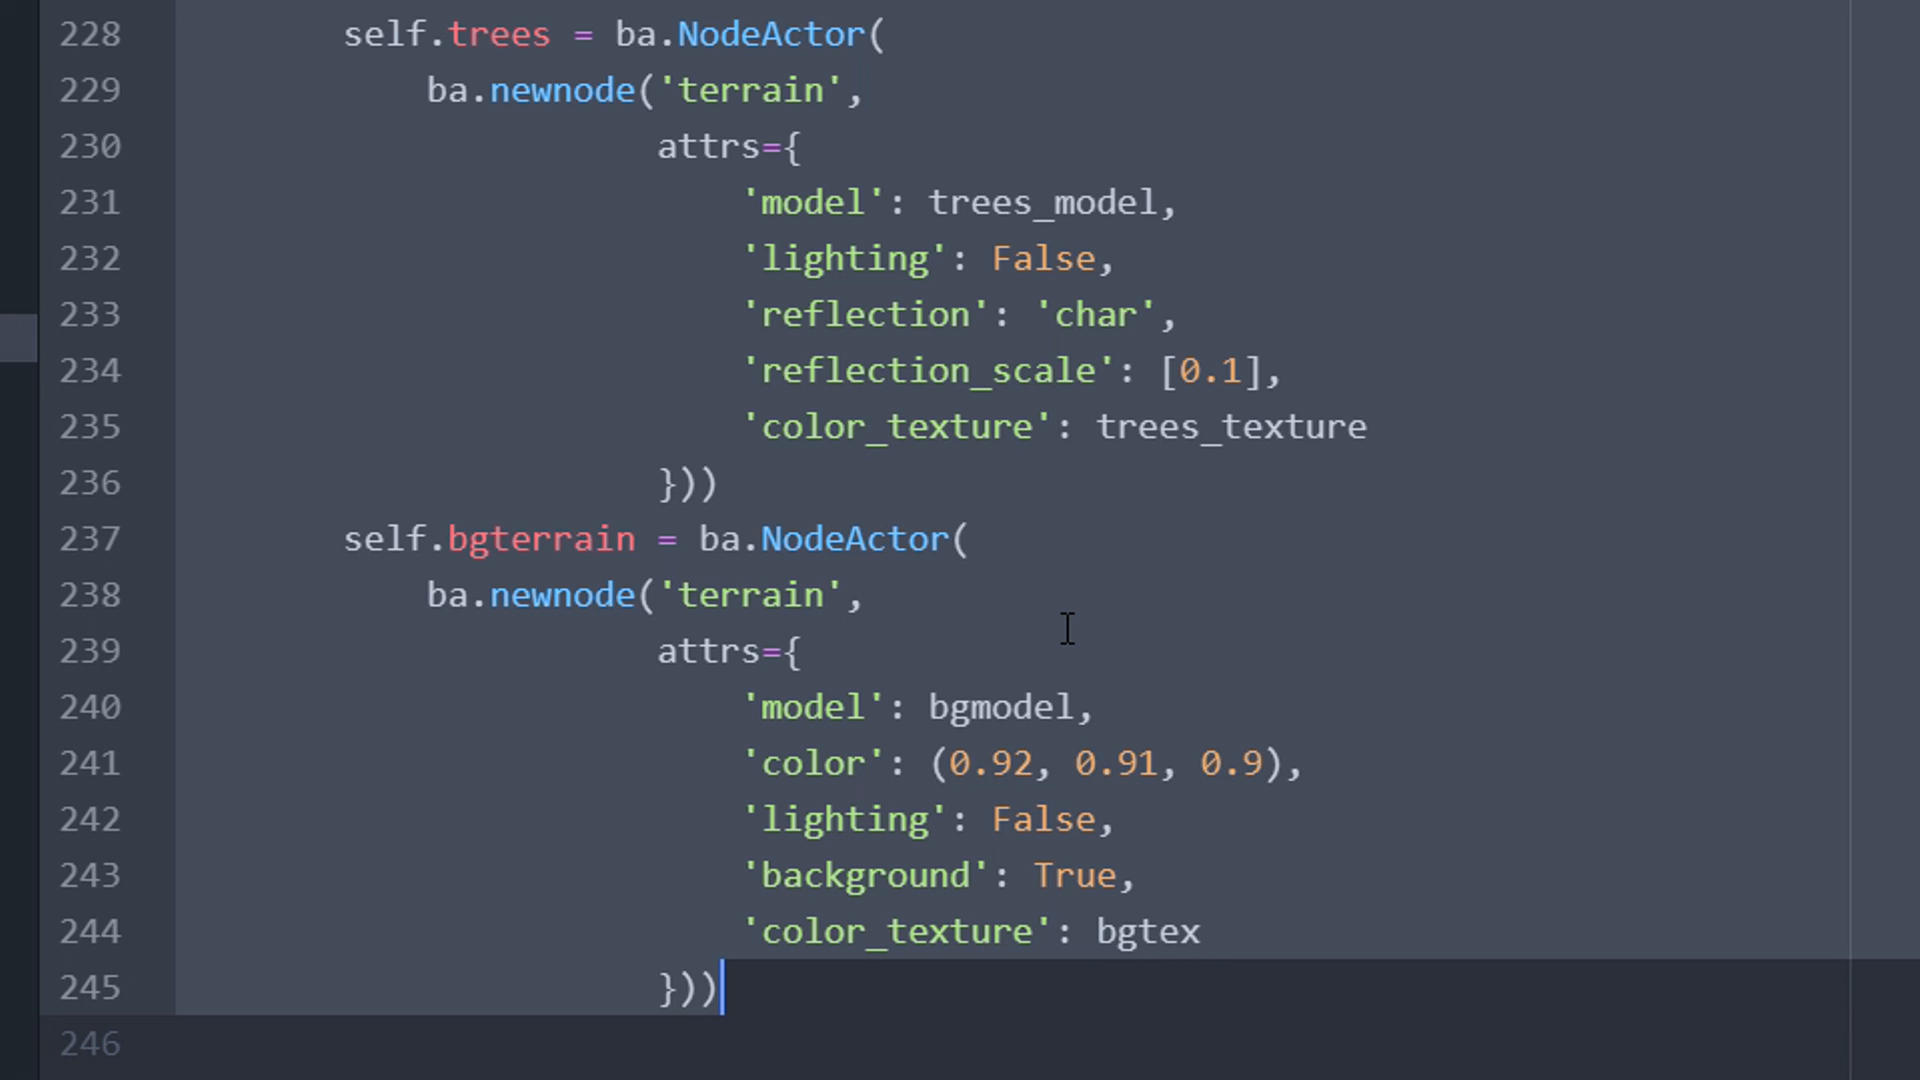 228 self.trees = ba.NodeActor(
229 ba.newnode('terrain',
230 attrs={
231 'model': trees_model,
232 'lighting': False,
233 'reflection': 'char',
234 'reflection_scale': [0.1],
235 'color_texture': trees_texture
236 }))
237 self.bgterrain = ba.NodeActor(
238 ba.newnode('terrain',
239 attrs={
240 'model': bgmodel,
241 'color': (0.92, 0.91, 0.9),
242 'lighting': False,
243 'background': True,
244 'color_texture': bgtex
245 }))
246